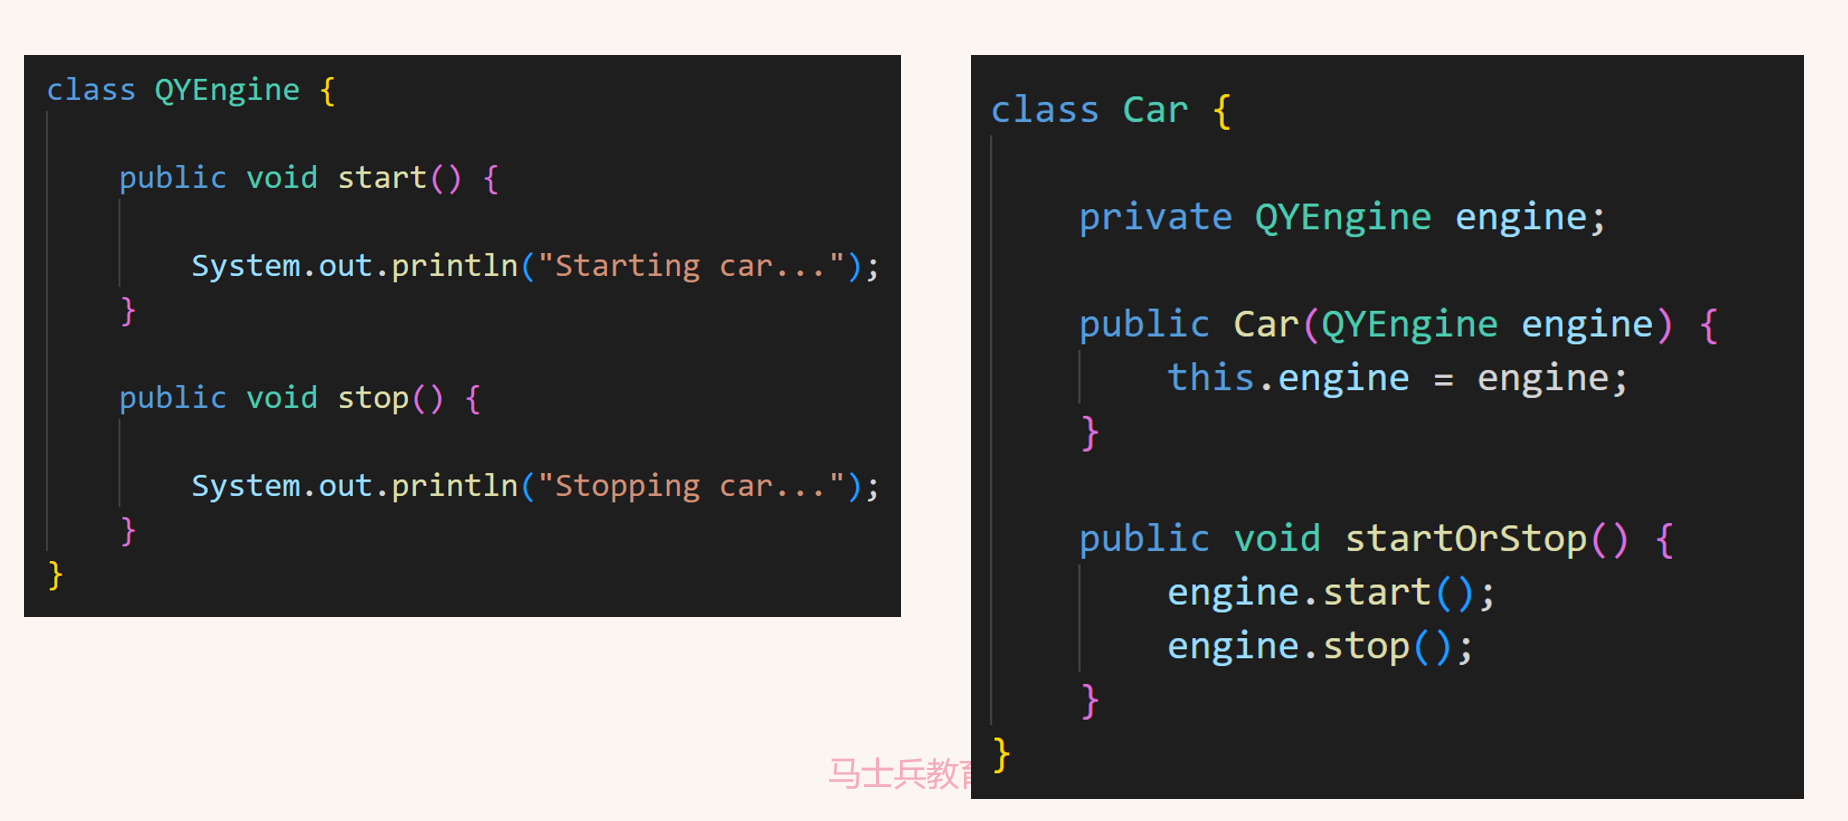 class QYEngine {
public void start() {
System.out.println("Starting car...");
}
public void stop() {
System.out.println("Stopping car...");
}
}
class Car {
private QYEngine engine;
public Car(QYEngine engine) {
this.engine = engine;
}
public void startOrStop() {
engine.start();
engine.stop();
}
}
马士兵教育